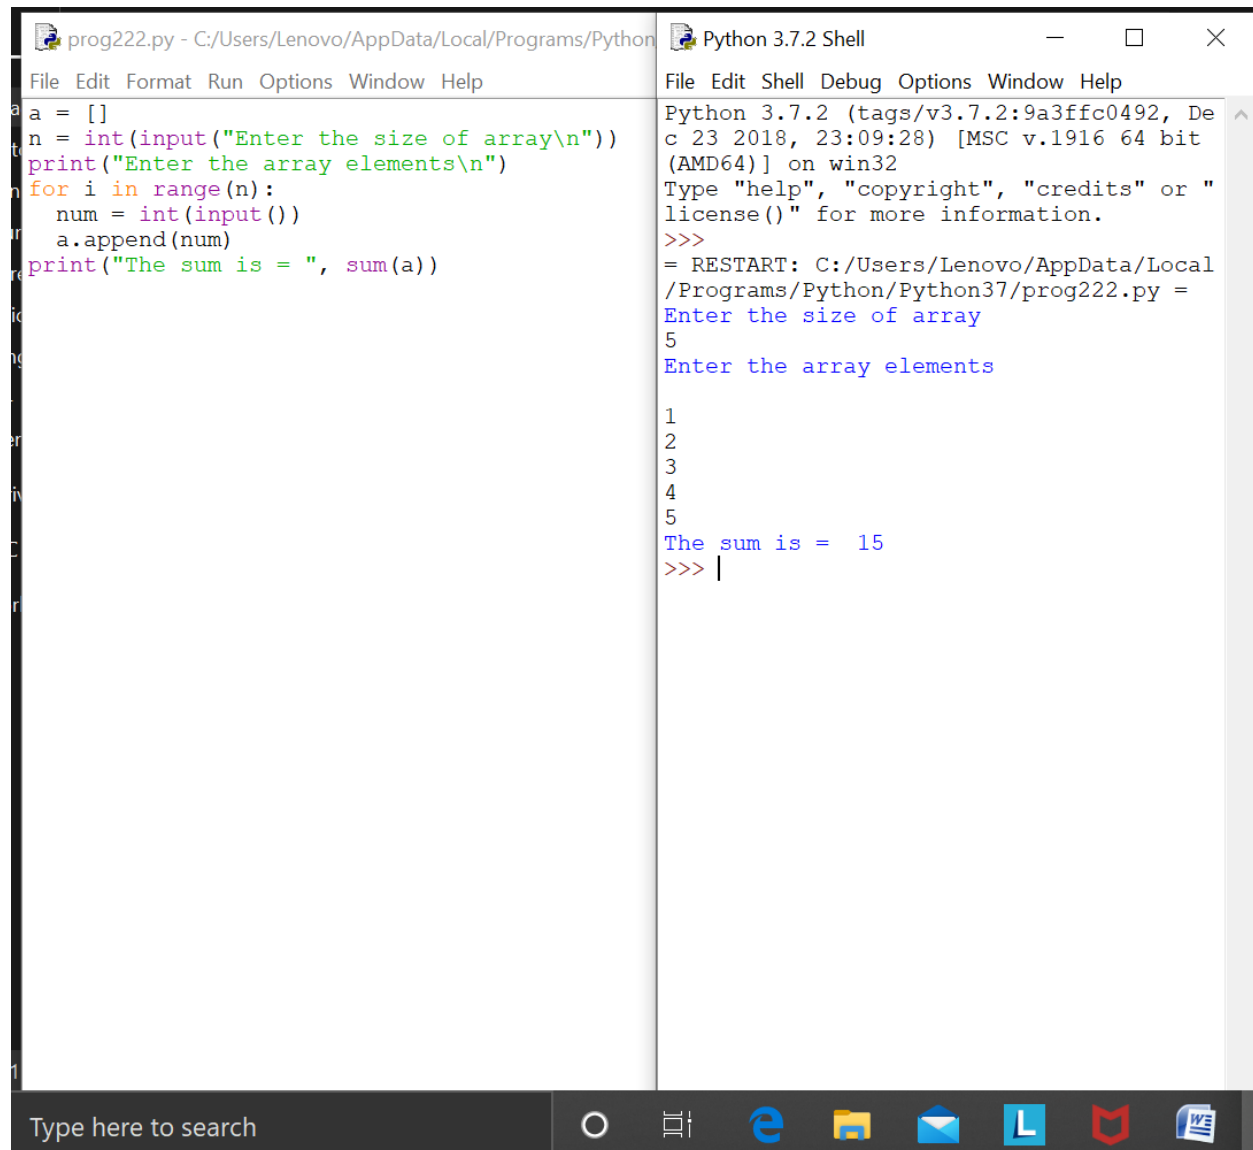 prog222.py - C:/Users/Lenovo/AppData/Local/Programs/Python
File Edit Format Run Options Window Help
a = []
n = int(input("Enter the size of array\n"))
print("Enter the array elements\n")
for i in range(n):
  num = int(input())
  a.append(num)
print("The sum is = ", sum(a))
Python 3.7.2 Shell
File Edit Shell Debug Options Window Help
Python 3.7.2 (tags/v3.7.2:9a3ffc0492, De
c 23 2018, 23:09:28) [MSC v.1916 64 bit
(AMD64)] on win32
Type "help", "copyright", "credits" or "
license()" for more information.
>>>
= RESTART: C:/Users/Lenovo/AppData/Local
/Programs/Python/Python37/prog222.py =
Enter the size of array
5
Enter the array elements

1
2
3
4
5
The sum is =  15
>>>
Type here to search
L
W